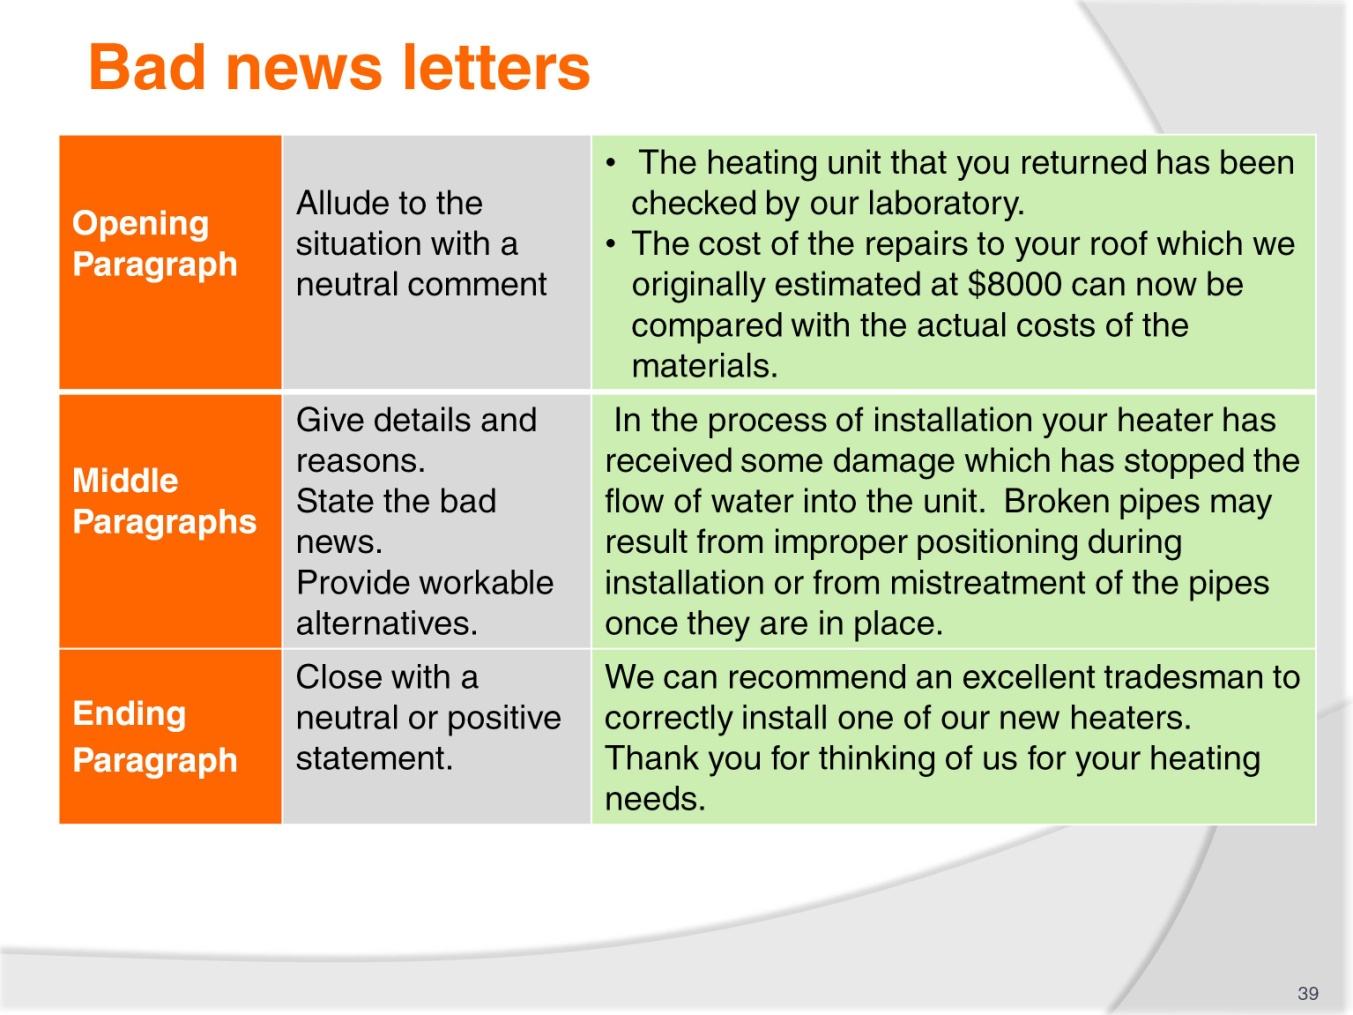 Bad news letters
Opening
Paragraph
Allude to the
situation with a
neutral comment
• The heating unit that you returned has been
checked by our laboratory.
• The cost of the repairs to your roof which we
originally estimated at $8000 can now be
compared with the actual costs of the
materials.
Middle
Paragraphs
Give details and
reasons.
State the bad
news.
Provide workable
alternatives.
In the process of installation your heater has
received some damage which has stopped the
flow of water into the unit.  Broken pipes may
result from improper positioning during
installation or from mistreatment of the pipes
once they are in place.
Ending
Paragraph
Close with a
neutral or positive
statement.
We can recommend an excellent tradesman to
correctly install one of our new heaters.
Thank you for thinking of us for your heating
needs.
39